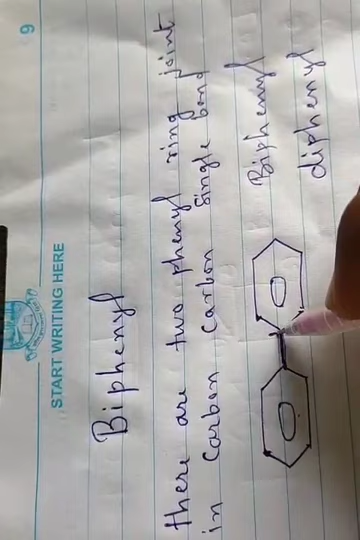 9
START WRITING HERE
Biphenyl
there are two phenyl ring joint
in carbon carbon single bond
Biphenyl
diphenyl